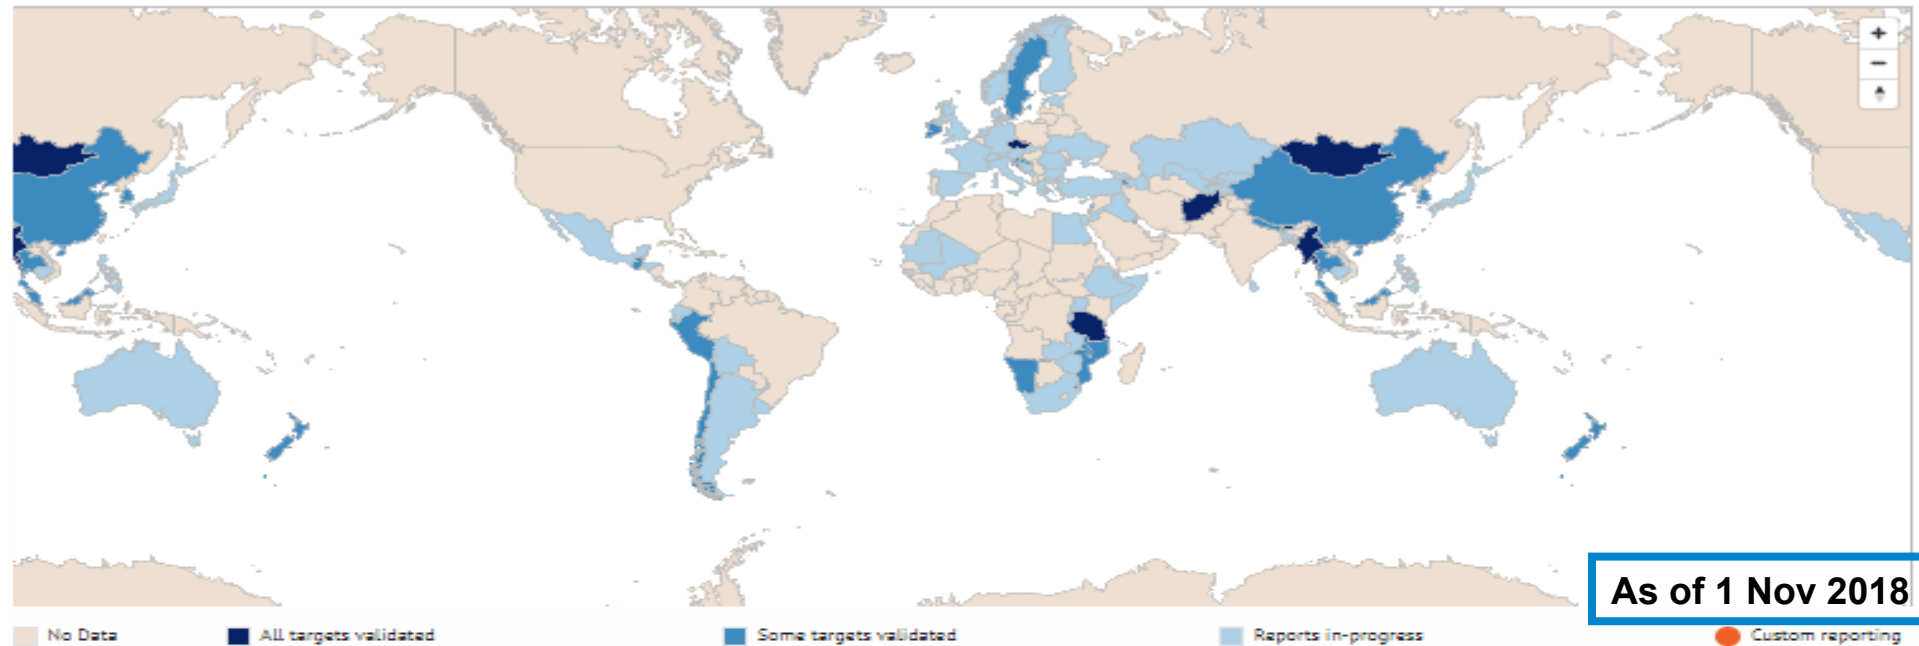 As of 1 Nov 2018
No Data
All targets validated
Some targets validated
Reports in-progress
Custom reporting